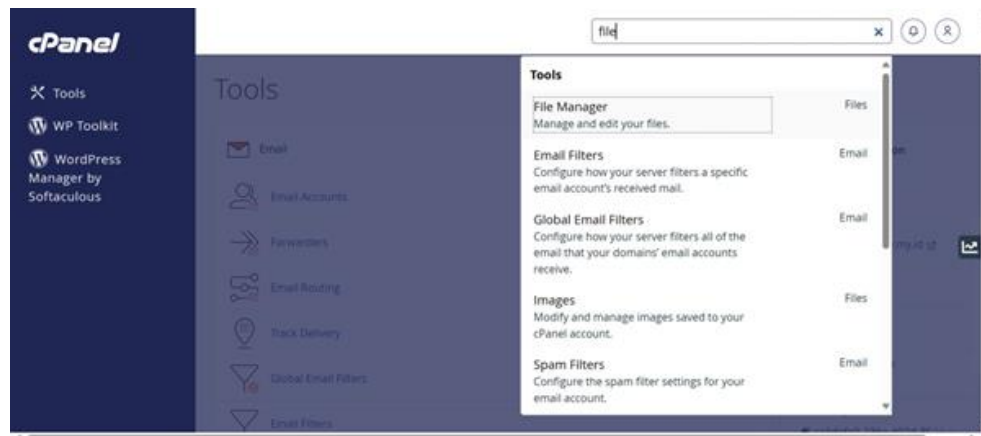 cPanel
file
Tools
WP Toolkit
WordPress
Manager by
Softaculous
Tools
Email
Email Accounts
Forwarders
Email Routing
Track Delivery
Global Email Filters
Email Filters
Tools
File Manager
Files
Manage and edit your files.
Email Filters
Email
Configure how your server filters a specific
email account's received mail.
Global Email Filters
Email
Configure how your server filters all of the
email that your domains' email accounts
receive.
Images
Files
Modify and manage images saved to your
cPanel account.
Spam Filters
Email
Configure the spam filter settings for your
email account.